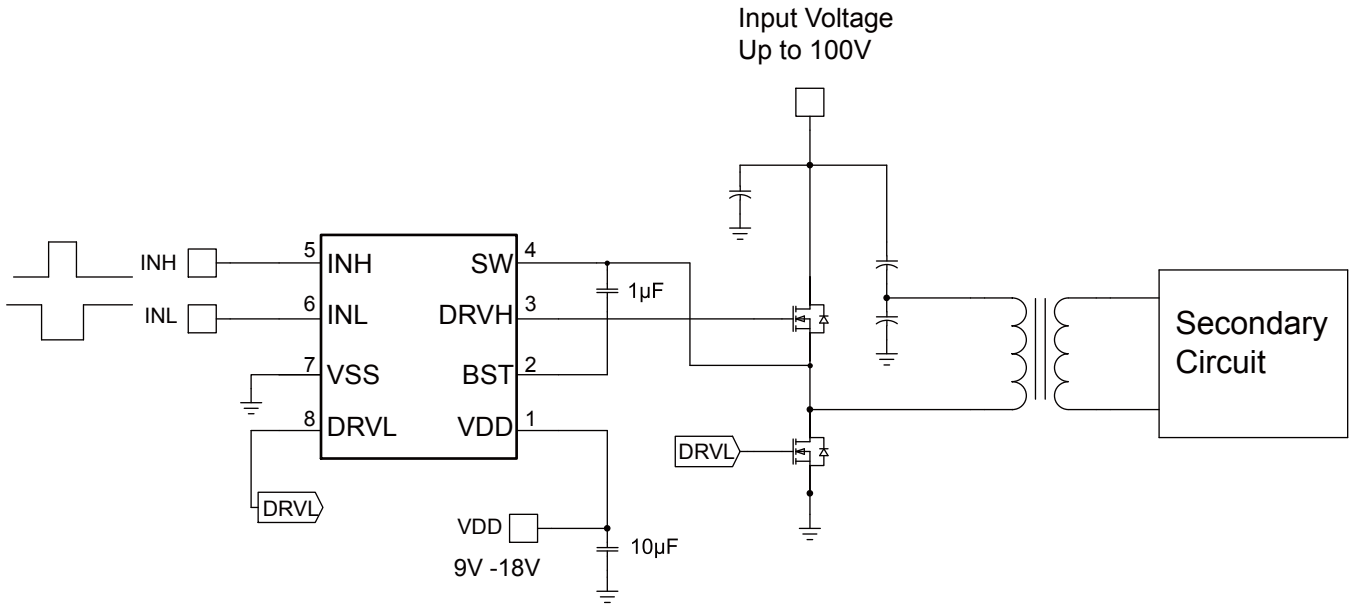 Input Voltage
Up to 100V
INH
5
INH
SW
4
1µF
INL
6
INL
DRVH
3
7
VSS
BST
2
8
DRVL
VDD
1
DRVL
DRVL
VDD
9V -18V
10µF
Secondary
Circuit